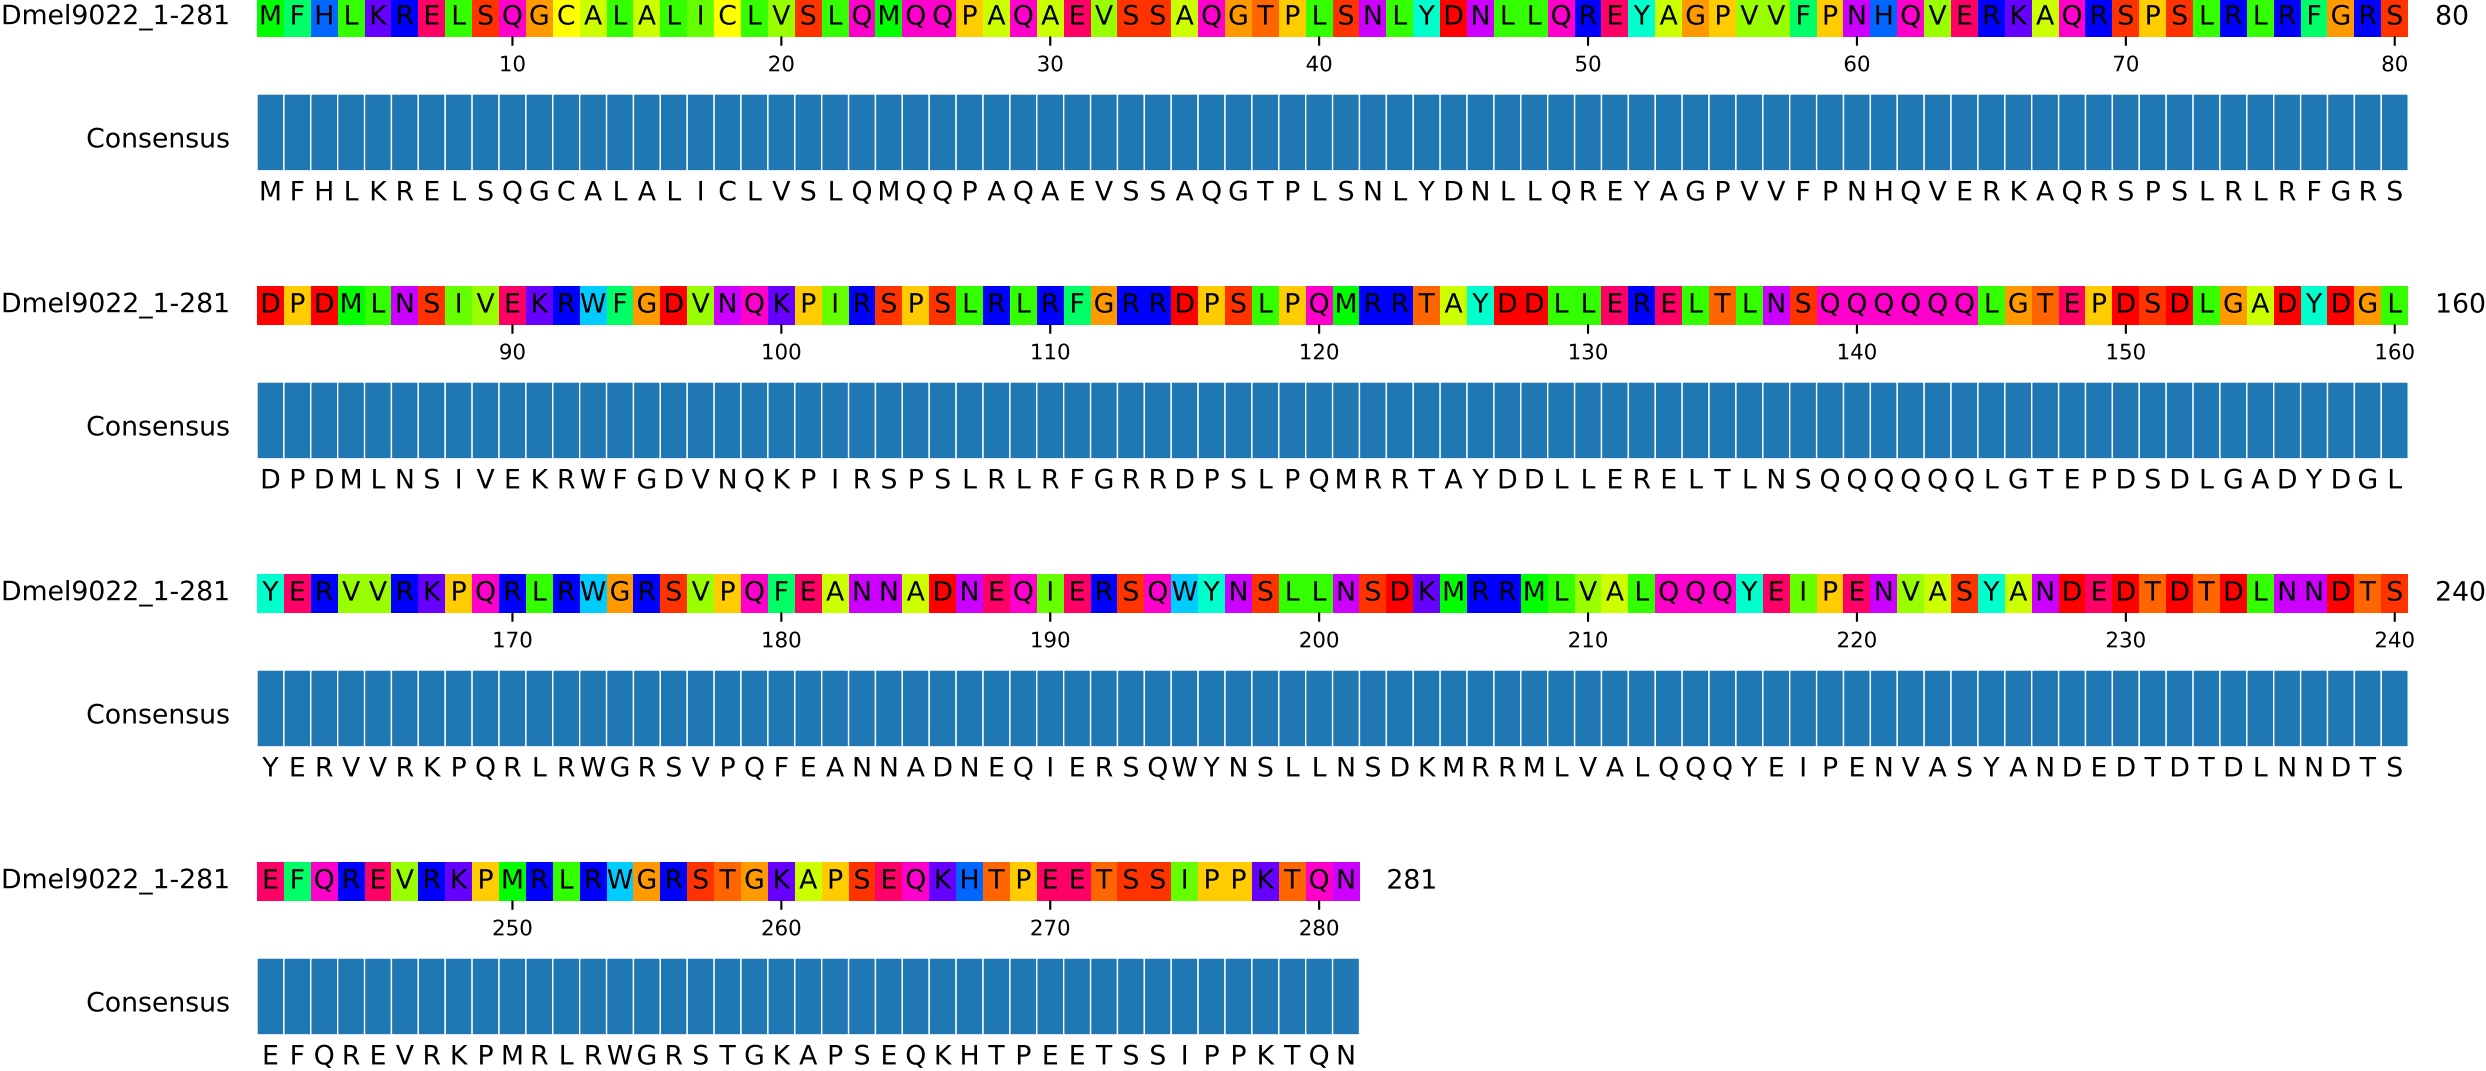 Dmel9022_1-281 MFHLKRELSQGCALALICLVSLQMQQPAQAEVSSAQGTPLSNLYDNLLQREYAGPVVFPNHQVERKAQRSPSLRLRFGRS 80
10 20 30 40 50 60 70 80
Consensus
MFHLKRELSQGCALALICLVSLQMQQPAQAEVSSAQGTPLSNLYDNLLQREYAGPVVFPNHQVERKAQRSPSLRLRFGRS
Dmel9022_1-281 DPDMLNSIVEKRWFGDVNQKPIRSPSLRLRFGRRDPSLPQMRRTAYDDLLERELTLNSQQQQQQLGTEPDSDLGADYDGL 160
90 100 110 120 130 140 150 160
Consensus
DPDMLNSIVEKRWFGDVNQKPIRSPSLRLRFGRRDPSLPQMRRTAYDDLLERELTLNSQQQQQQLGTEPDSDLGADYDGL
Dmel9022_1-281 YERVVRKPQRLRWGRSVPQFEANNADNEQIERSQWYNSLLNSDKMRRMLVALQQQYEIPENVASYANDEDTDTDLNNDTS 240
170 180 190 200 210 220 230 240
Consensus
YERVVRKPQRLRWGRSVPQFEANNADNEQIERSQWYNSLLNSDKMRRMLVALQQQYEIPENVASYANDEDTDTDLNNDTS
Dmel9022_1-281 EFQREVRKPMRLRWGRSTGKAPSEQKHTPEETSSIPPKTQN 281
250 260 270 280
Consensus
EFQREVRKPMRLRWGRSTGKAPSEQKHTPEETSSIPPKTQN